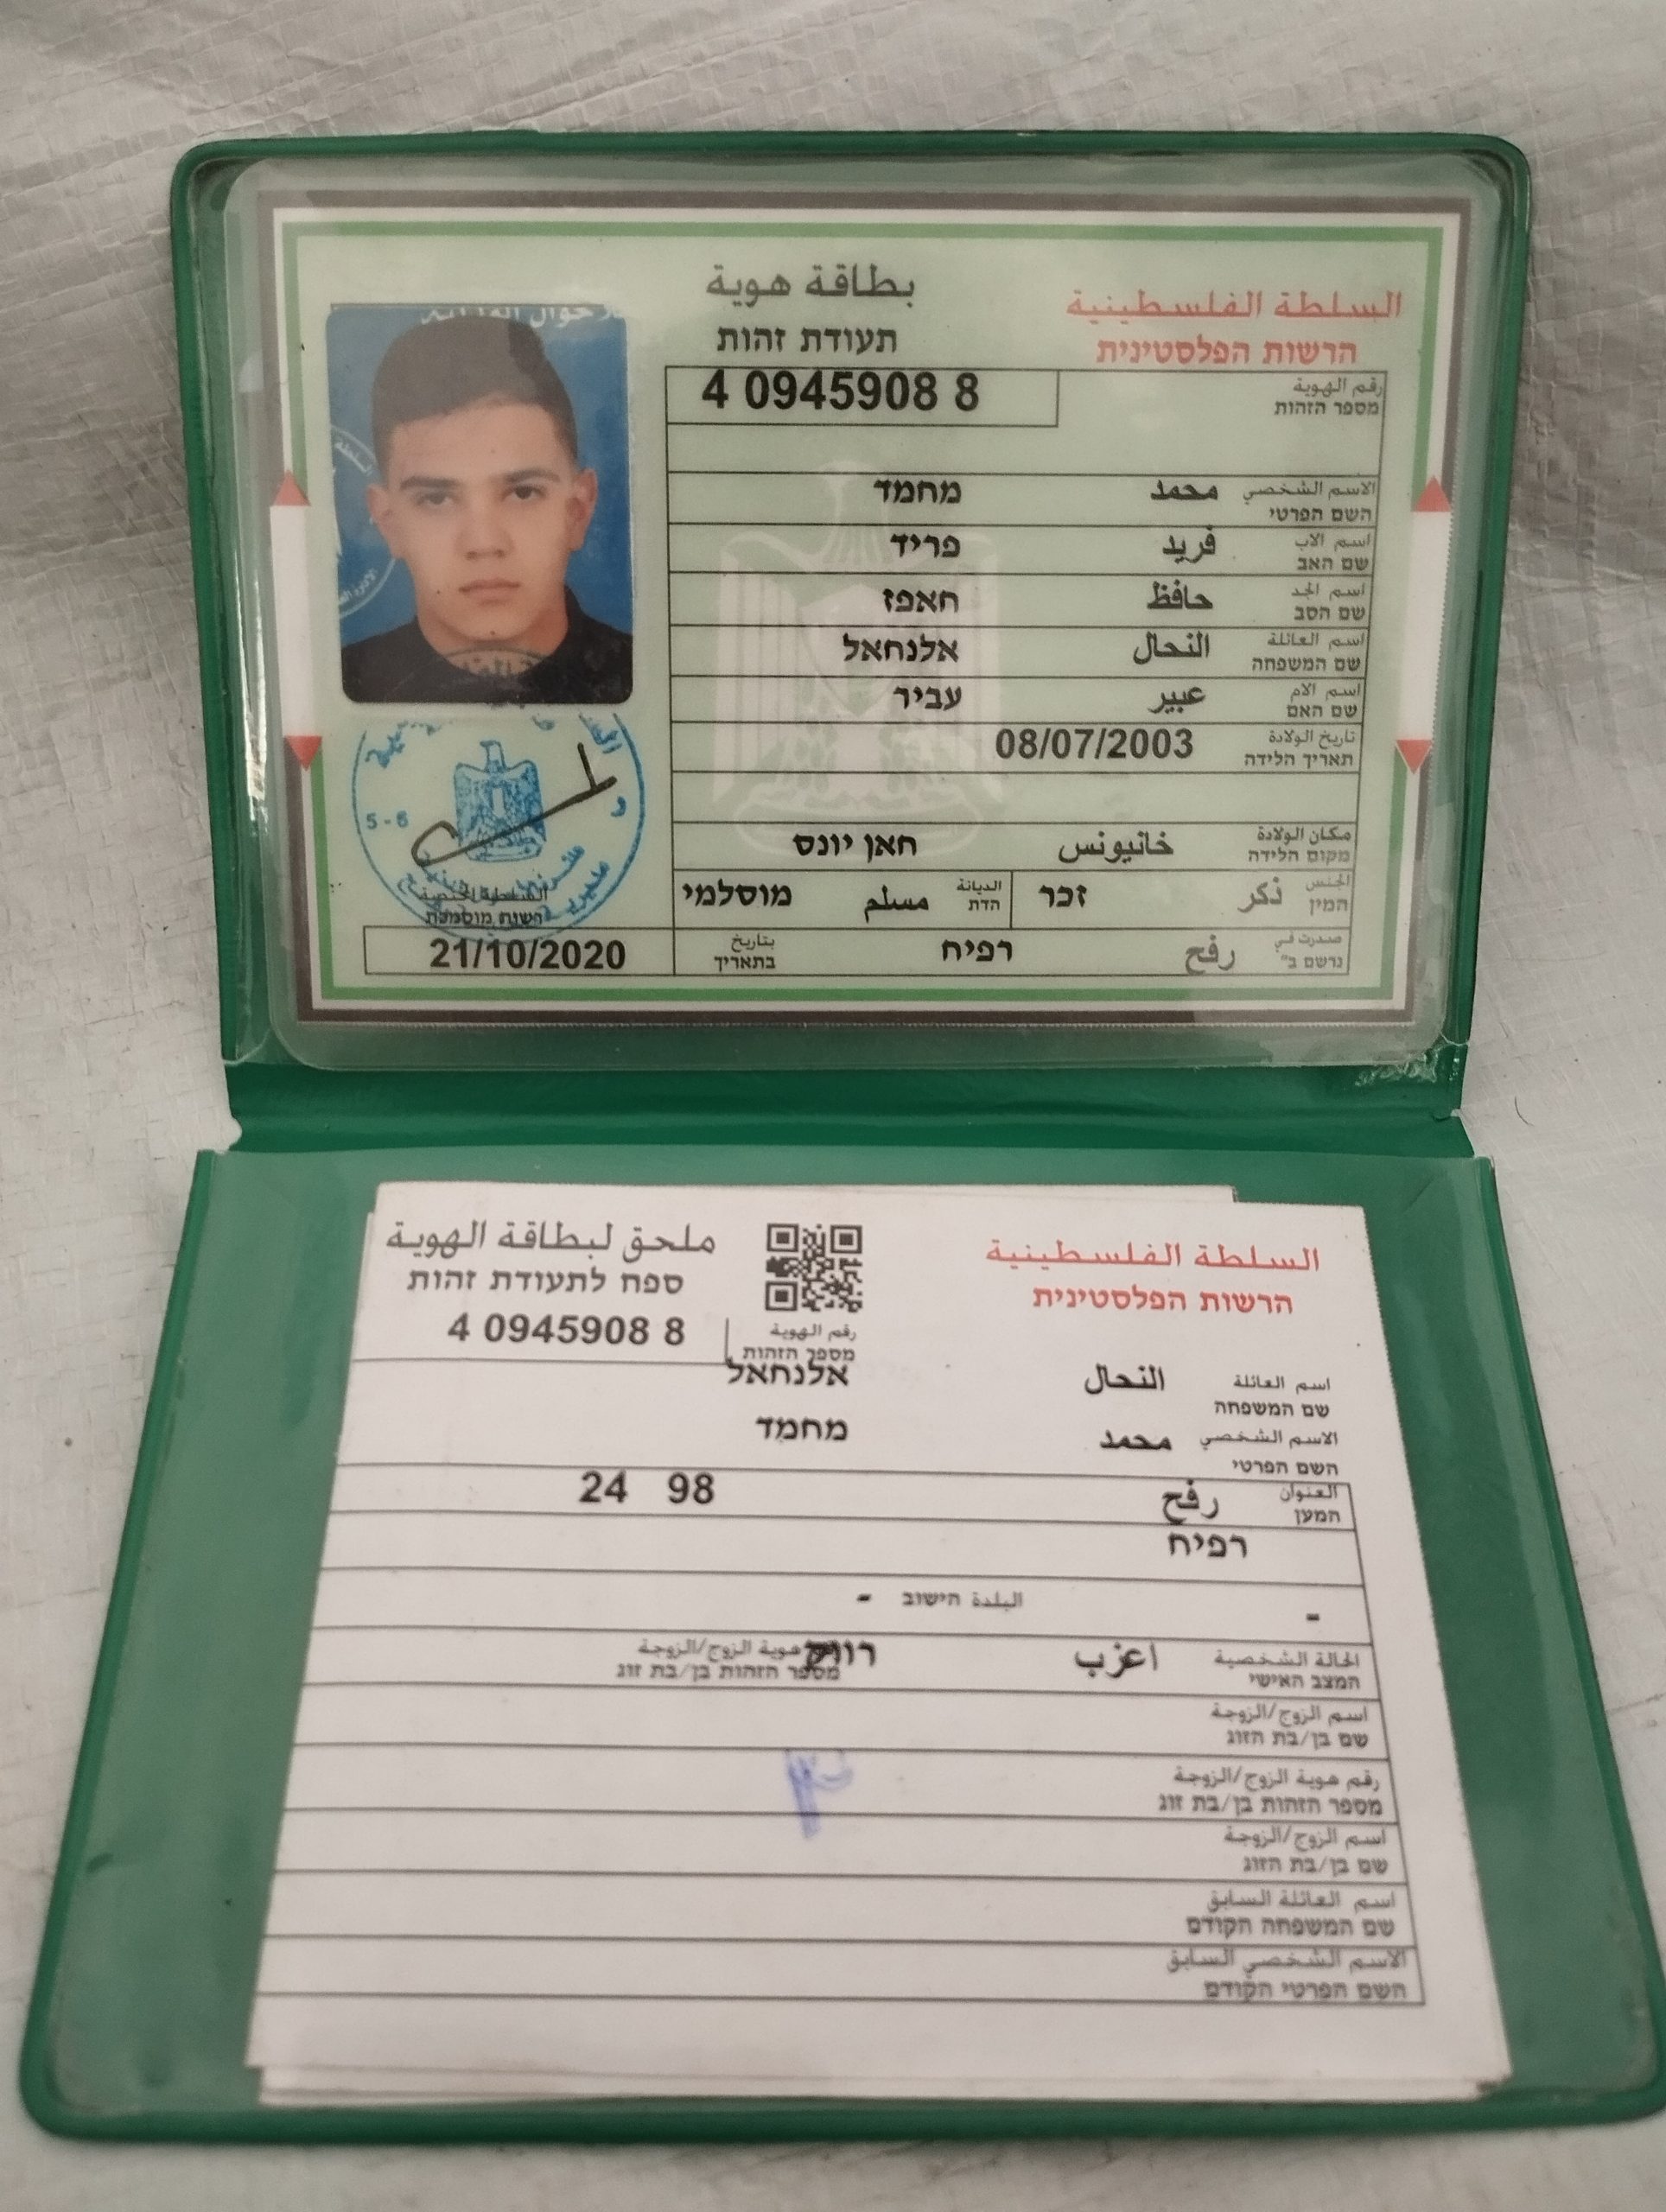 بطاقة هوية
תעודת זהות
السلطة الفلسطينية
הרשות הפלסטינית
رقم الهوية 4 0945908 8
מספר הזהות
الاسم الشخصي محمد מחמד
השם הפרטי
اسم الاب فريد פריד
שם האב
اسم الجد حافظ חאפז
שם הסב
اسم العائلة النحال אלנחאל
שם המשפחה
اسم الام عبير עביר
שם האם
تاريخ الولادة 08/07/2003
תאריך הלידה
مكان الولادة خانيونس חאן יונס
מקום הלידה
الجنس ذكر זכר الديانة مسلم מוסלמי
המין הדת
صدرت في رفح רפיח بتاريخ 21/10/2020
נרשם ב" בתאריך
5-6
רשות מוסמכת
السلطة الفلسطينية
הרשות הפלסטינית
ملحق لبطاقة الهوية
ספח לתעודת זהות
رقم الهوية 4 0945908 8
מספר הזהות
اسم العائلة النحال אלנחאל
שם המשפחה
الاسم الشخصي محمد מחמד
השם הפרטי
العنوان رفح 24 98
המען
רפיח
- البلدة הישוב -
الحالة الشخصية اعزب רווק هوية الزوج/الزوجة
המצב האישי מספר הזהות בן/בת זוג
اسم الزوج/الزوجة
שם בן/בת הזוג
رقم هوية الزوج/الزوجة
מספר הזהות בן/בת זוג
اسم الزوج/الزوجة
שם בן/בת הזוג
اسم العائلة السابق
שם המשפחה הקודם
الاسم الشخصي السابق
השם הפרטי הקודם